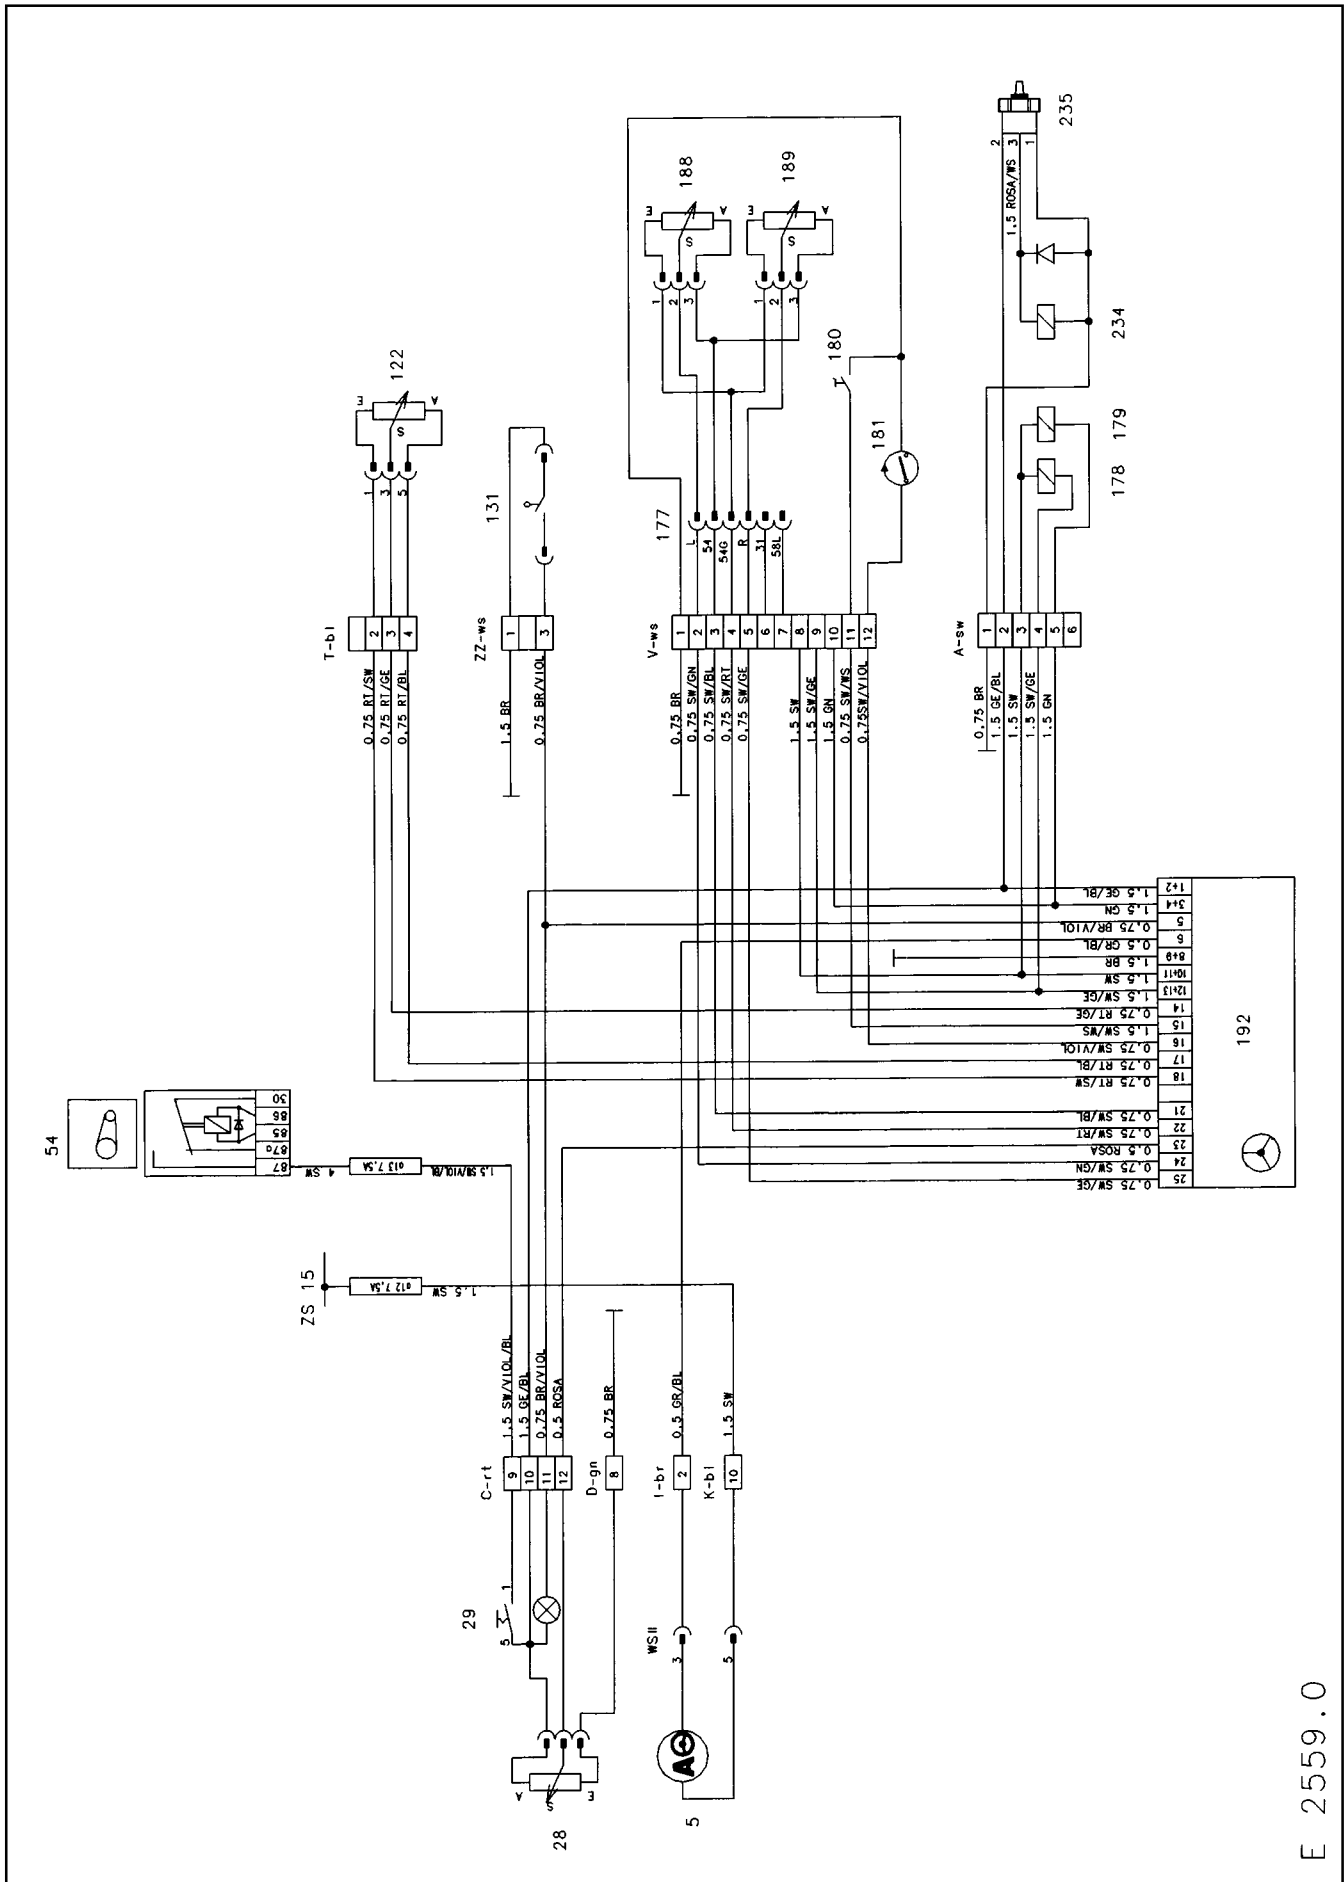 54
30
86
85
87a
87
4 SW
a13 7,5A
1.5 SW/VIOL/BL
ZS 15
a12 7,5A
1.5 SW
122
E
A
S
1
3
5
T-bl
2
3
4
0.75 RT/SW
0.75 RT/GE
0.75 RT/BL
131
ZZ-ws
1
3
1.5 BR
0.75 BR/VIOL
188
E
A
S
1
2
3
189
E
A
S
1
2
3
180
181
177
L
54
54G
R
31
58L
V-ws
1
2
3
4
5
6
7
8
9
10
11
12
0.75 BR
0.75 SW/GN
0.75 SW/BL
0.75 SW/RT
0.75 SW/GE
1.5 SW
1.5 SW/GE
1.5 GN
0.75 SW/WS
0.75SW/VIOL
235
2
3
1
1.5 ROSA/WS
234
179
178
A-sw
1
2
3
4
5
6
0.75 BR
1.5 GE/BL
1.5 SW
1.5 SW/GE
1.5 GN
1.5 GE/BL 1+2
1.5 GN 3+4
0.75 BR/VIOL 5
0.5 GR/BL 6
1.5 BR 8+9
1.5 SW 10+11
1.5 SW/GE 12+13
0.75 RT/GE 14
1.5 SW/WS 15
0.75 SW/VIOL 16
0.75 RT/BL 17
0.75 RT/SW 18
0.75 SW/BL 21
0.75 SW/RT 22
0.5 ROSA 23
0.75 SW/GN 24
0.75 SW/GE 25
192
1.5 SW/VIOL/BL
1.5 GE/BL
0.75 BR/VIOL
0.5 ROSA
C-rt
9
10
11
12
0.75 BR
D-gn
8
0.5 GR/BL
I-br
2
1.5 SW
K-bl
10
29
1
5
WSII
3
5
A
E
S
28
5
E 2559.0